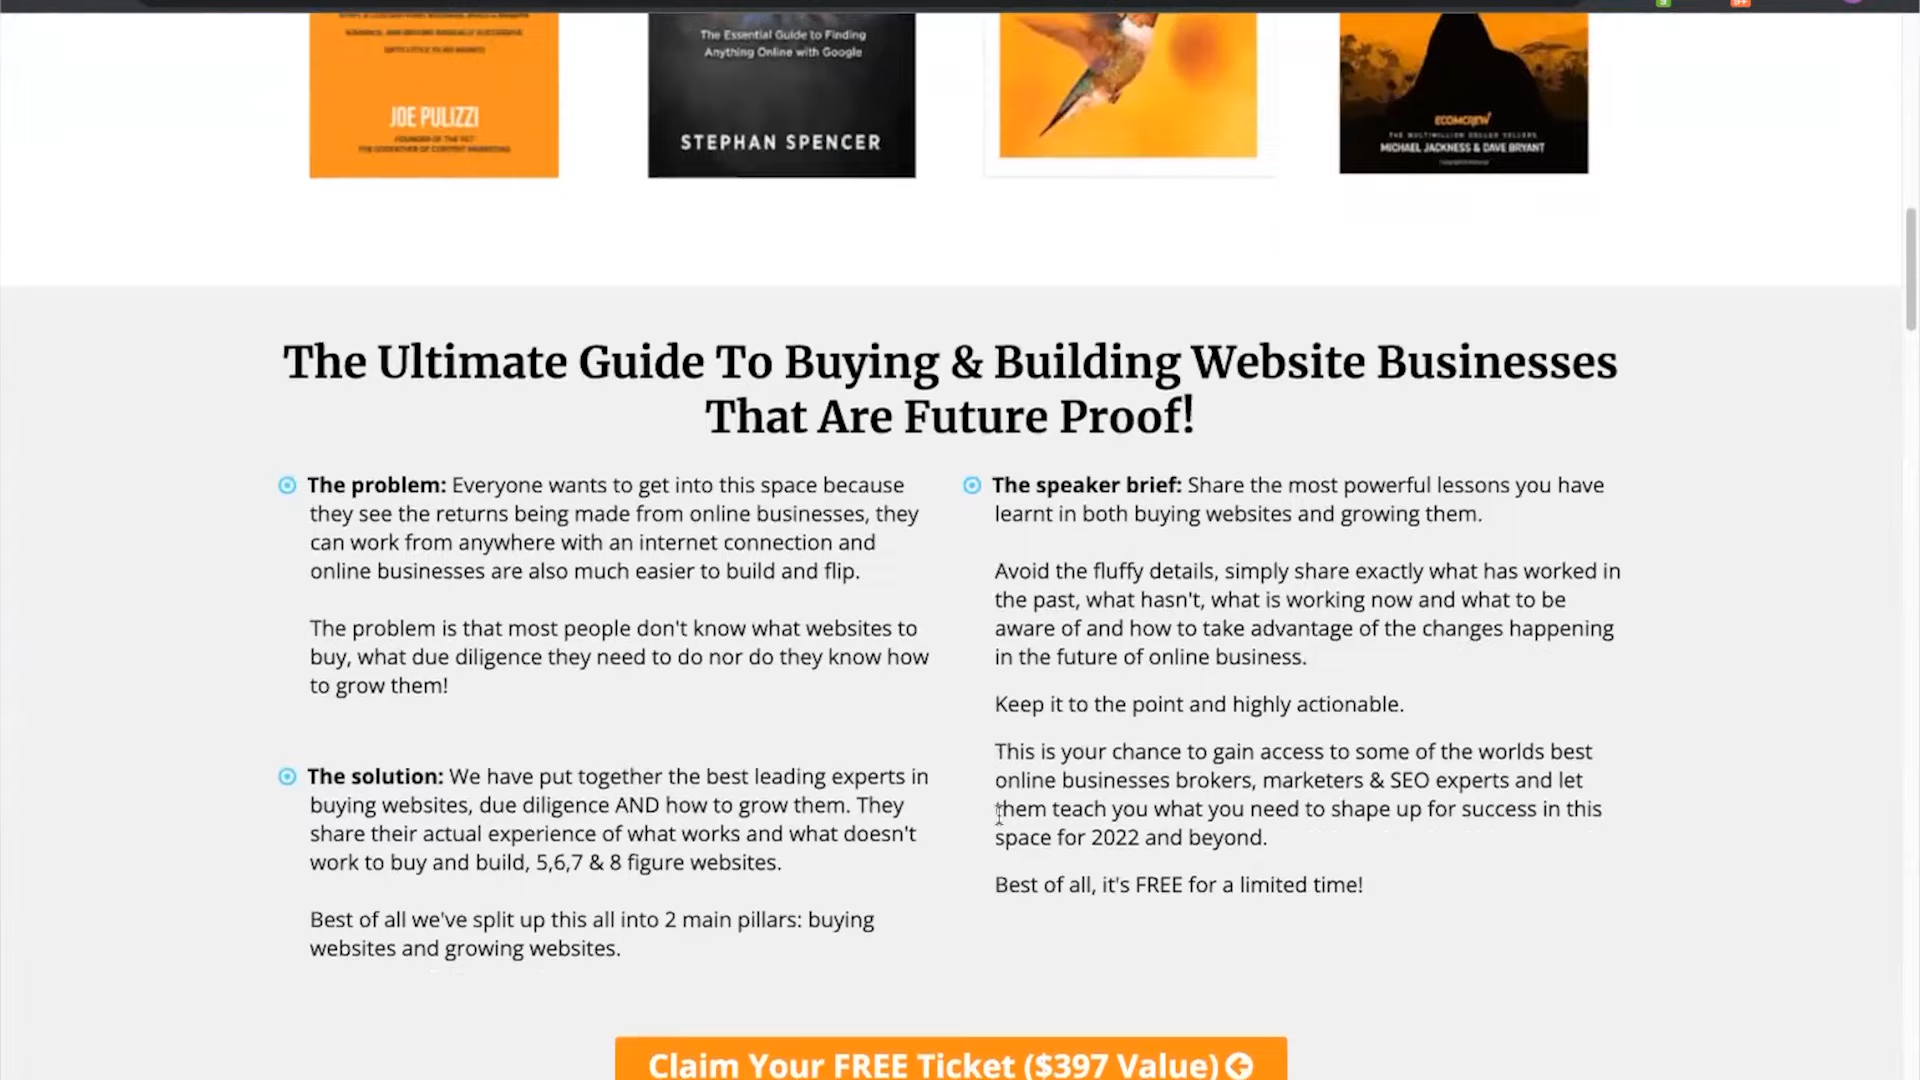 JOE PULIZZI
The Essential Guide to Finding
Anything Online with Google
STEPHAN SPENCER
ECOMCREW
MICHAEL JACKNESS & DAVE BRYANT
The Ultimate Guide To Buying & Building Website Businesses
That Are Future Proof!
The problem: Everyone wants to get into this space because
they see the returns being made from online businesses, they
can work from anywhere with an internet connection and
online businesses are also much easier to build and flip.
The problem is that most people don't know what websites to
buy, what due diligence they need to do nor do they know how
to grow them!
The solution: We have put together the best leading experts in
buying websites, due diligence AND how to grow them. They
share their actual experience of what works and what doesn't
work to buy and build, 5,6,7 & 8 figure websites.
Best of all we've split up this all into 2 main pillars: buying
websites and growing websites.
The speaker brief: Share the most powerful lessons you have
learnt in both buying websites and growing them.
Avoid the fluffy details, simply share exactly what has worked in
the past, what hasn't, what is working now and what to be
aware of and how to take advantage of the changes happening
in the future of online business.
Keep it to the point and highly actionable.
This is your chance to gain access to some of the worlds best
online businesses brokers, marketers & SEO experts and let
them teach you what you need to shape up for success in this
space for 2022 and beyond.
Best of all, it's FREE for a limited time!
Claim Your FREE Ticket ($397 Value)